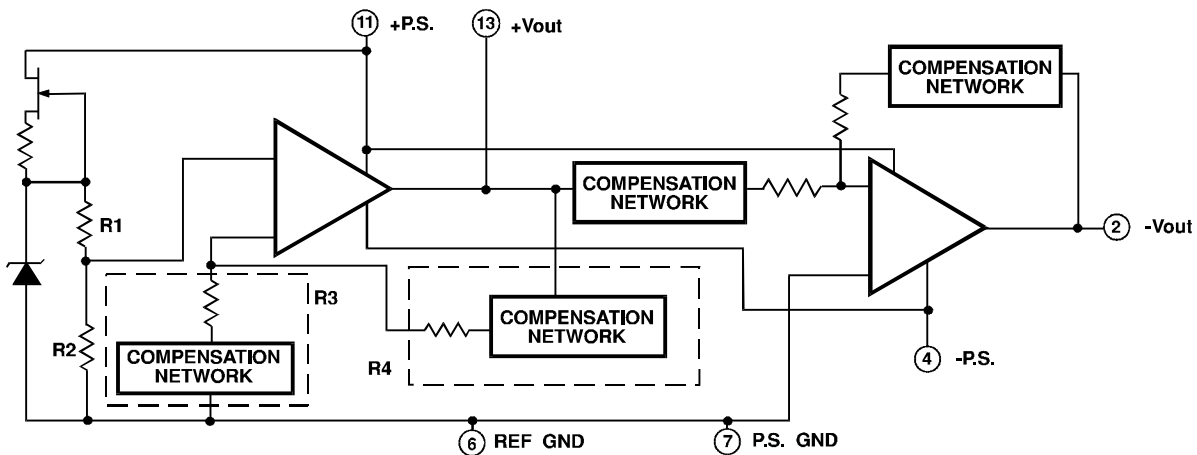 11 +P.S.
13 +Vout
COMPENSATION
NETWORK
COMPENSATION
NETWORK
R1
2 -Vout
R3
COMPENSATION
NETWORK
R2
COMPENSATION
NETWORK
R4
4 -P.S.
6 REF GND
7 P.S. GND